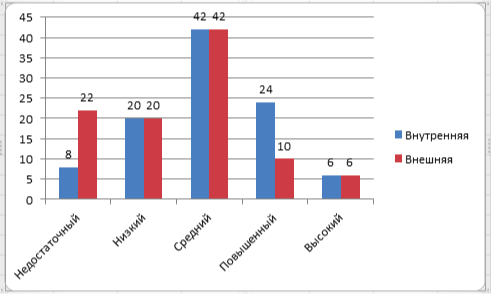 45
40
35
30
25
20
15
10
5
0
8 22
20 20
42 42
24 10
6 6
Недостаточный
Низкий
Средний
Повышенный
Высокий
Внутренняя
Внешняя